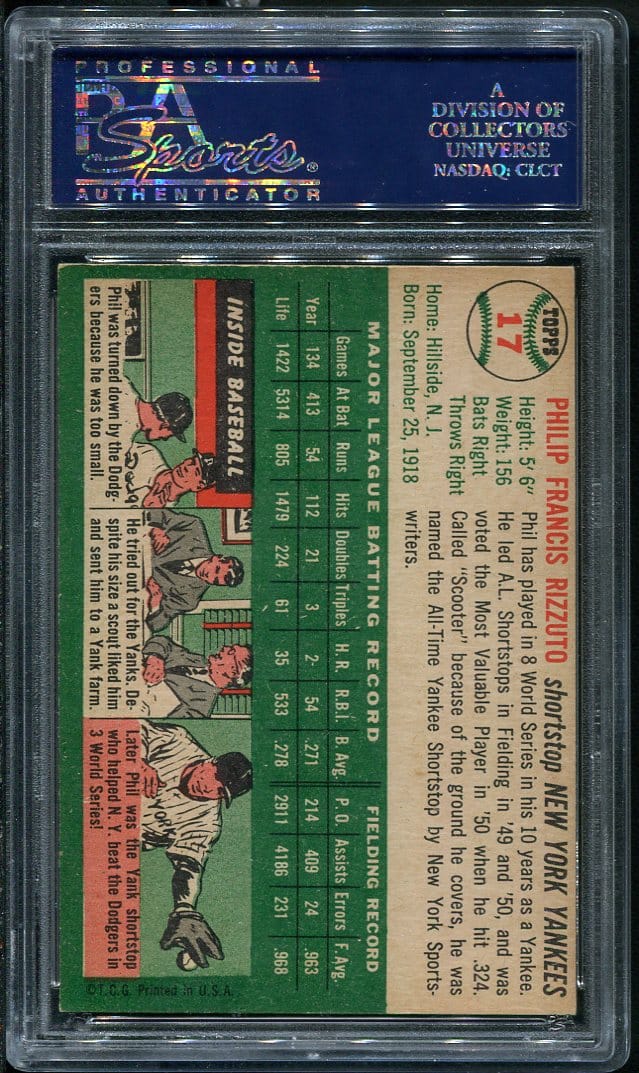 PROFESSIONAL
PSA
Sports®
AUTHENTICATOR
A
DIVISION OF
COLLECTORS
UNIVERSE
NASDAQ: CLCT
TOPPS
17
PHILIP FRANCIS RIZZUTO shortstop NEW YORK YANKEES
Height: 5' 6"
Weight: 156
Bats Right
Throws Right
Home: Hillside, N. J.
Born: September 25, 1918
Phil has played in 8 World Series in his 10 years as a Yankee.
He led A.L. Shortstops in Fielding in '49 and '50, and was
voted the Most Valuable Player in '50 when he hit .324.
Called "Scooter" because of the ground he covers, he was
named the All-Time Yankee Shortstop by New York Sports-
writers.
MAJOR LEAGUE BATTING RECORD FIELDING RECORD
Games At Bat Runs Hits Doubles Triples H. R. R.B.I. B. Avg. P. O. Assists Errors F. Avg.
Year 134 413 54 112 21 3 2 54 .271 214 409 24 .963
Life 1422 5314 805 1479 224 61 35 533 .278 2911 4186 231 .968
INSIDE BASEBALL
YORK
Phil was turned down by the Dodg-
ers because he was too small.
He tried out for the Yanks. De-
spite his size a scout liked him
and sent him to a Yank farm.
Later Phil was the Yank shortstop
who helped N. Y. beat the Dodgers in
3 World Series!
© T. C. G. Printed in U. S. A.